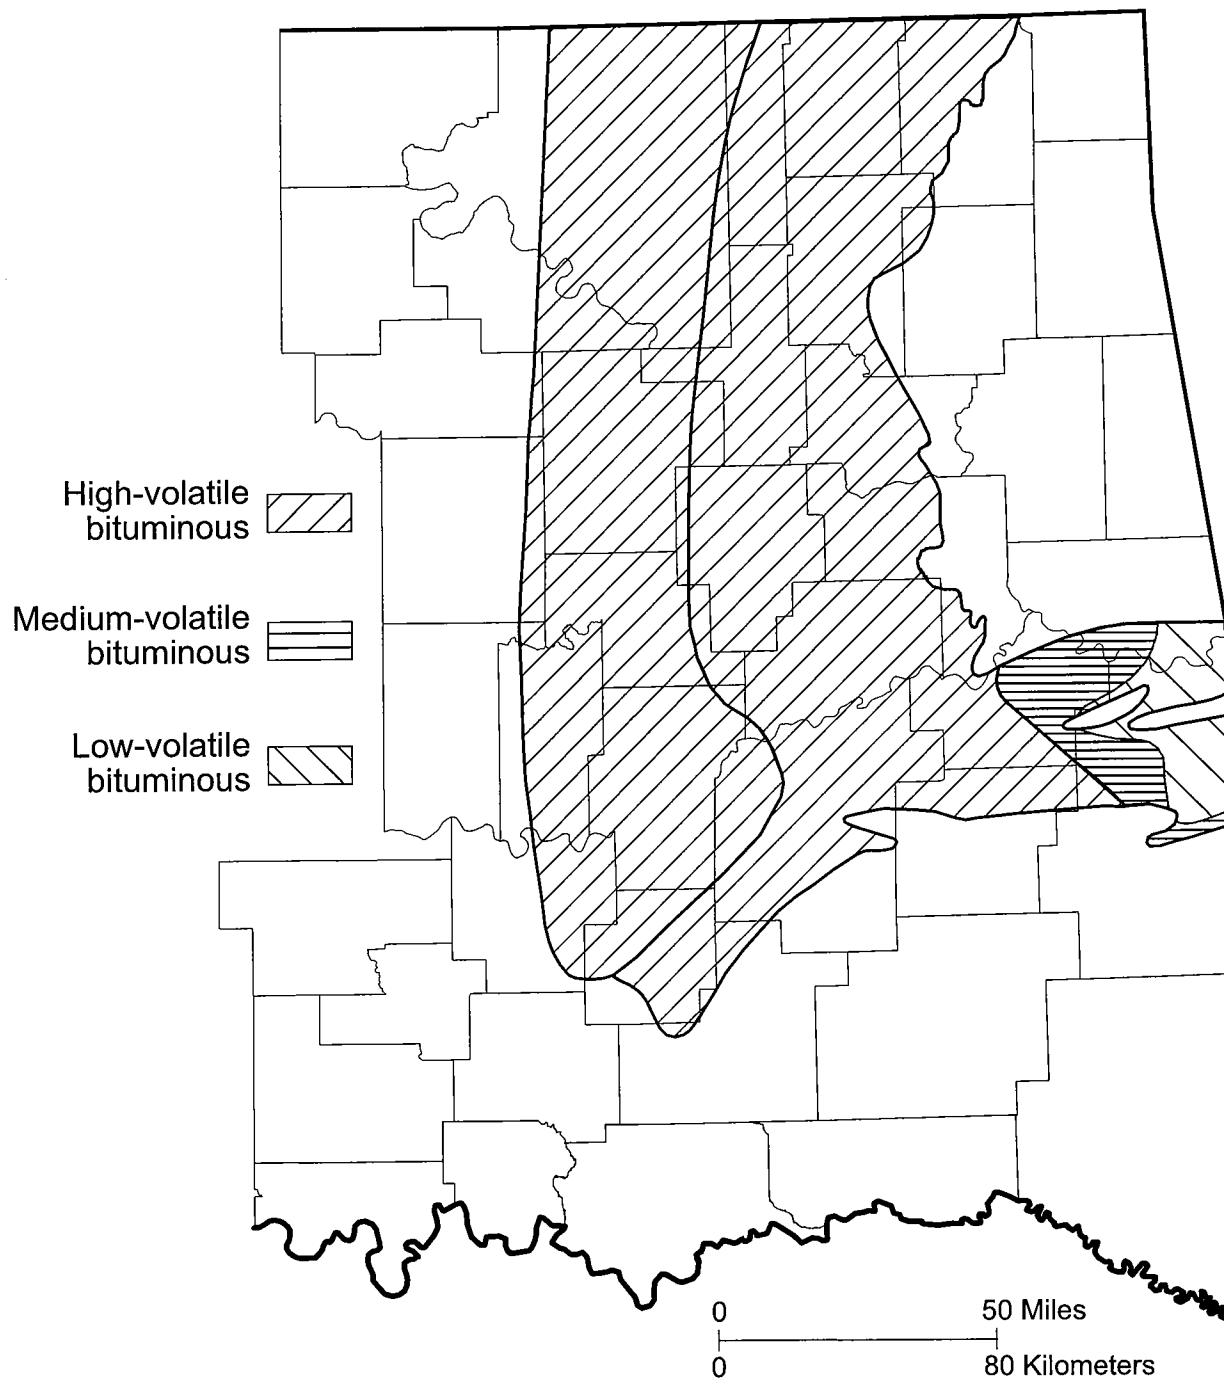 High-volatile
bituminous
Medium-volatile
bituminous
Low-volatile
bituminous
0 50 Miles
0 80 Kilometers